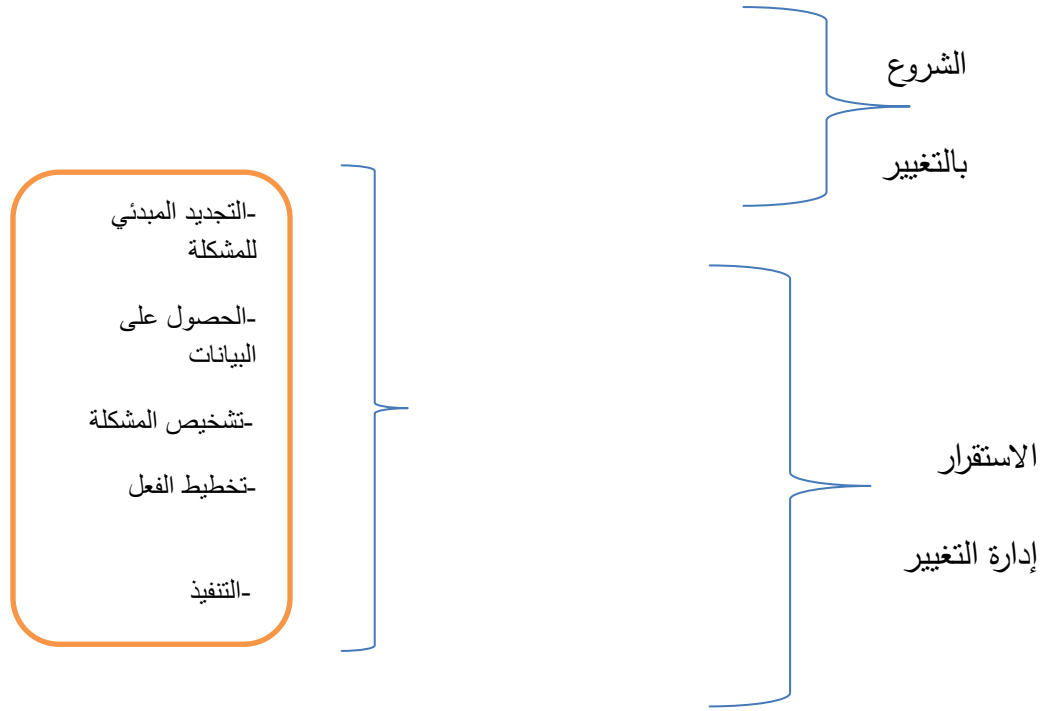 الشروع
بالتغيير
الاستقرار
إدارة التغيير
-التجديد المبدئي
للمشكلة
-الحصول على
البيانات
-تشخيص المشكلة
-تخطيط الفعل
-التنفيذ